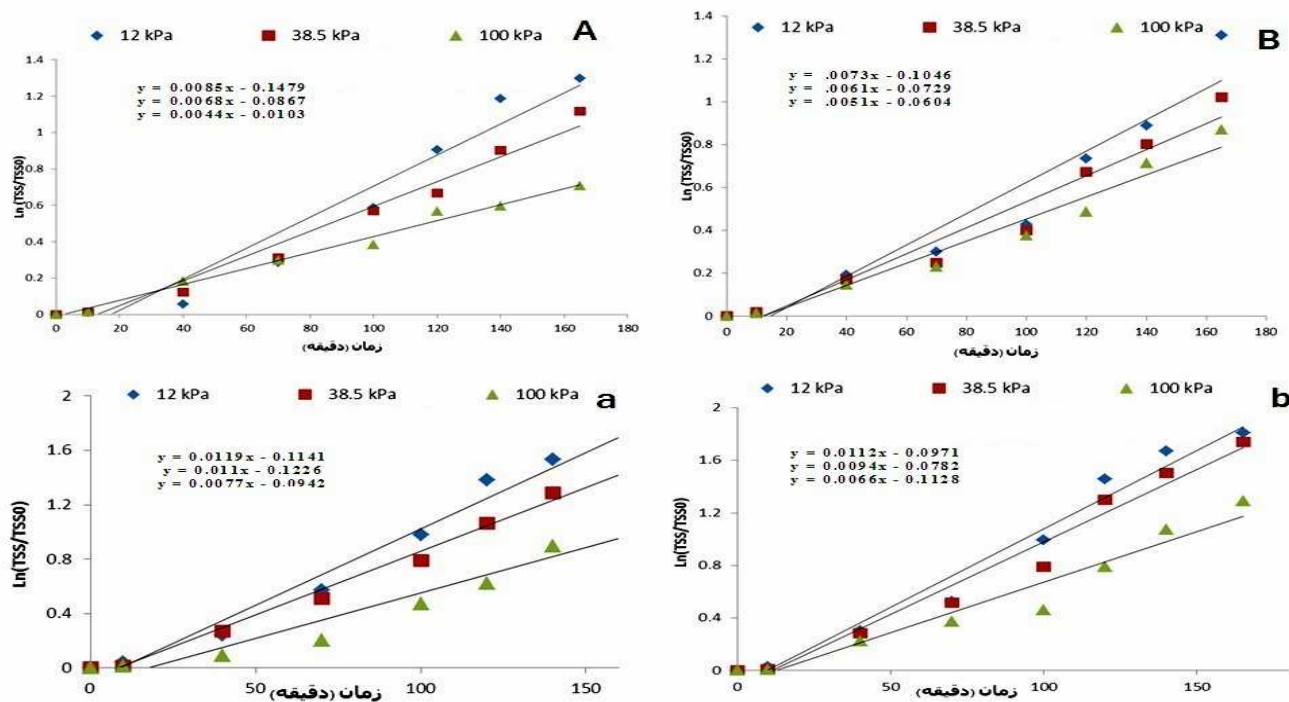 12 kPa 38.5 kPa 100 kPa A
y = 0.0085x - 0.1479
y = 0.0068x - 0.0867
y = 0.0044x - 0.0103
Ln(TSS/TSS0)
1.4
1.2
1
0.8
0.6
0.4
0.2
0
0 20 40 60 80 100 120 140 160 180
زمان (دقیقه)
12 kPa 38.5 kPa 100 kPa B
y = .0073x - 0.1046
y = .0061x - 0.0729
y = .0051x - 0.0604
Ln(TSS/TSS0)
1.4
1.2
1
0.8
0.6
0.4
0.2
0
0 20 40 60 80 100 120 140 160 180
زمان (دقیقه)
12 kPa 38.5 kPa 100 kPa a
y = 0.0119x - 0.1141
y = 0.011x - 0.1226
y = 0.0077x - 0.0942
Ln(TSS/TSS0)
2
1.6
1.2
0.8
0.4
0
0 50 100 150
زمان (دقیقه)
12 kPa 38.5 kPa 100 kPa b
y = 0.0112x - 0.0971
y = 0.0094x - 0.0782
y = 0.0066x - 0.1128
Ln(TSS/TSS0)
2
1.6
1.2
0.8
0.4
0
0 50 100 150
زمان (دقیقه)